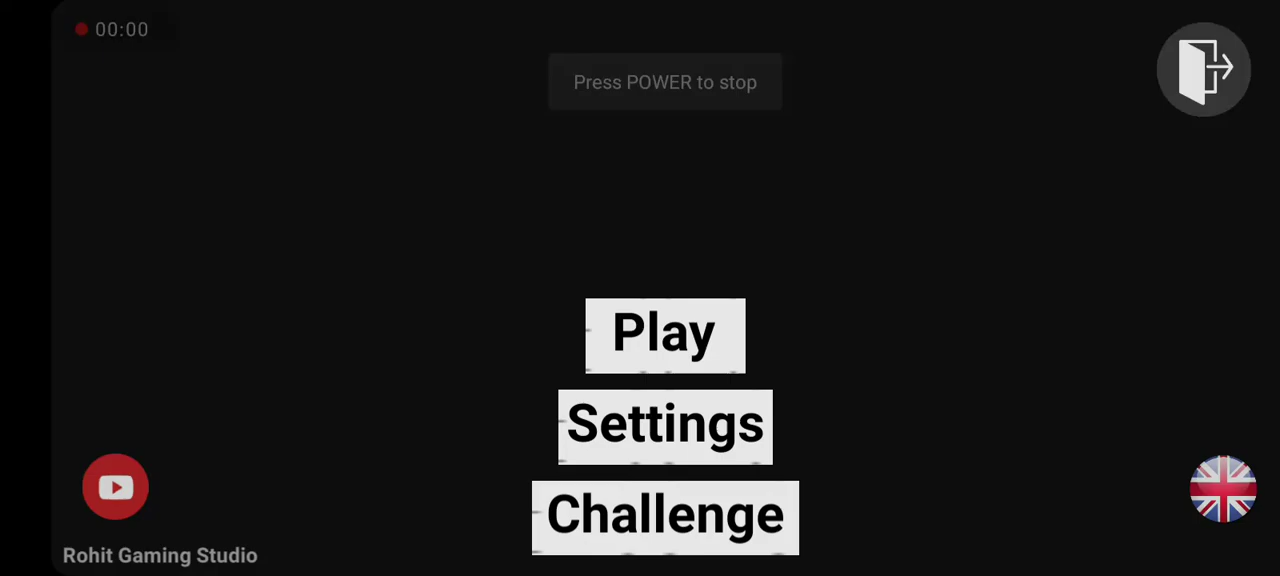 00:00
Press POWER to stop
Play
Settings
Challenge
Rohit Gaming Studio